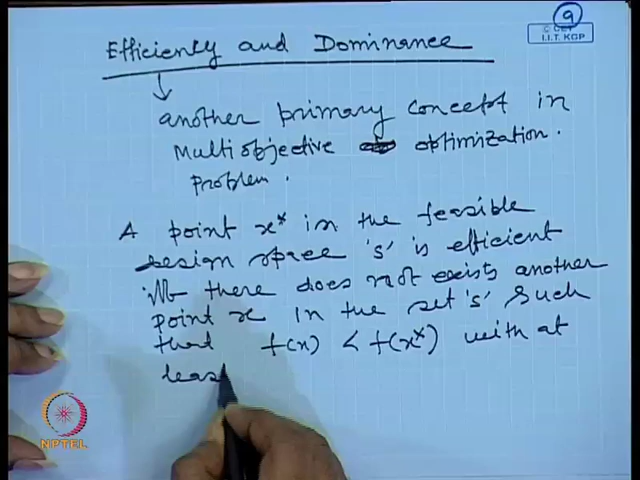 9
© CET
I.I.T. KGP
Efficiency and Dominance
another primary concept in
Multiobjective optimization
problem.
A point x* in the feasible
design space 's' is efficient
iff there does not exists another
point x in the set 's' such
that f(x) < f(x*) with at
leas
NPTEL